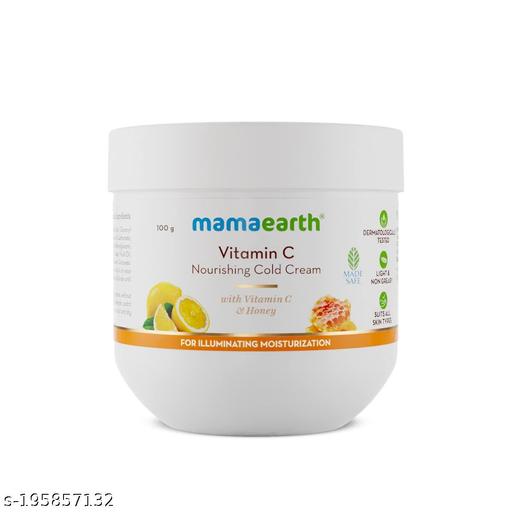 100 g
mamaearth®
Vitamin C
Nourishing Cold Cream
with Vitamin C
& Honey
MADE
SAFE
DERMATOLOGICALLY
TESTED
LIGHT &
NON GREASY
SUITS ALL
SKIN TYPES
FOR ILLUMINATING MOISTURIZATION
s-195857132